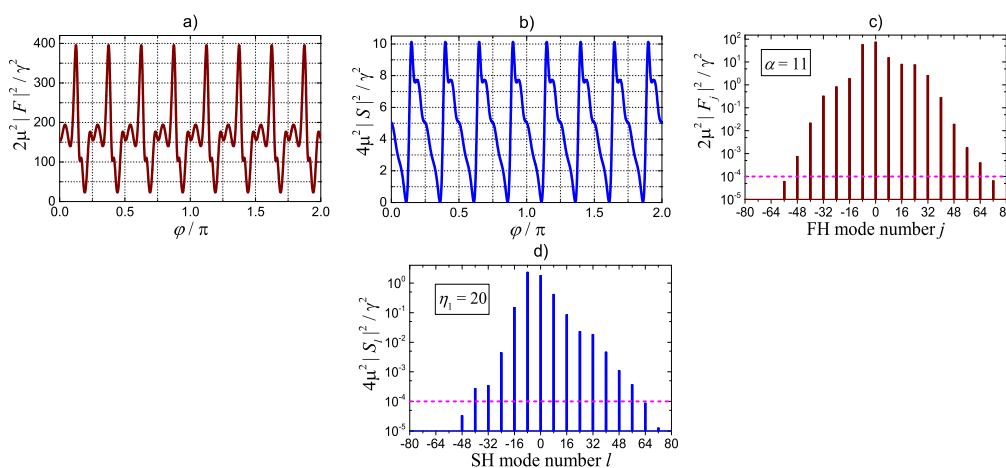 a)
2μ² | F |² / γ²
400
300
200
100
0
0.0 0.5 1.0 1.5 2.0
φ / π
b)
4μ² | S |² / γ²
10
8
6
4
2
0
0.0 0.5 1.0 1.5 2.0
φ / π
c)
2μ² | Fⱼ |² / γ²
10²
10¹
10⁰
10⁻¹
10⁻²
10⁻³
10⁻⁴
10⁻⁵
α = 11
-80 -64 -48 -32 -16 0 16 32 48 64 8
FH mode number j
d)
4μ² | Sₗ |² / γ²
10⁰
10⁻¹
10⁻²
10⁻³
10⁻⁴
10⁻⁵
η₁ = 20
-80 -64 -48 -32 -16 0 16 32 48 64 80
SH mode number l